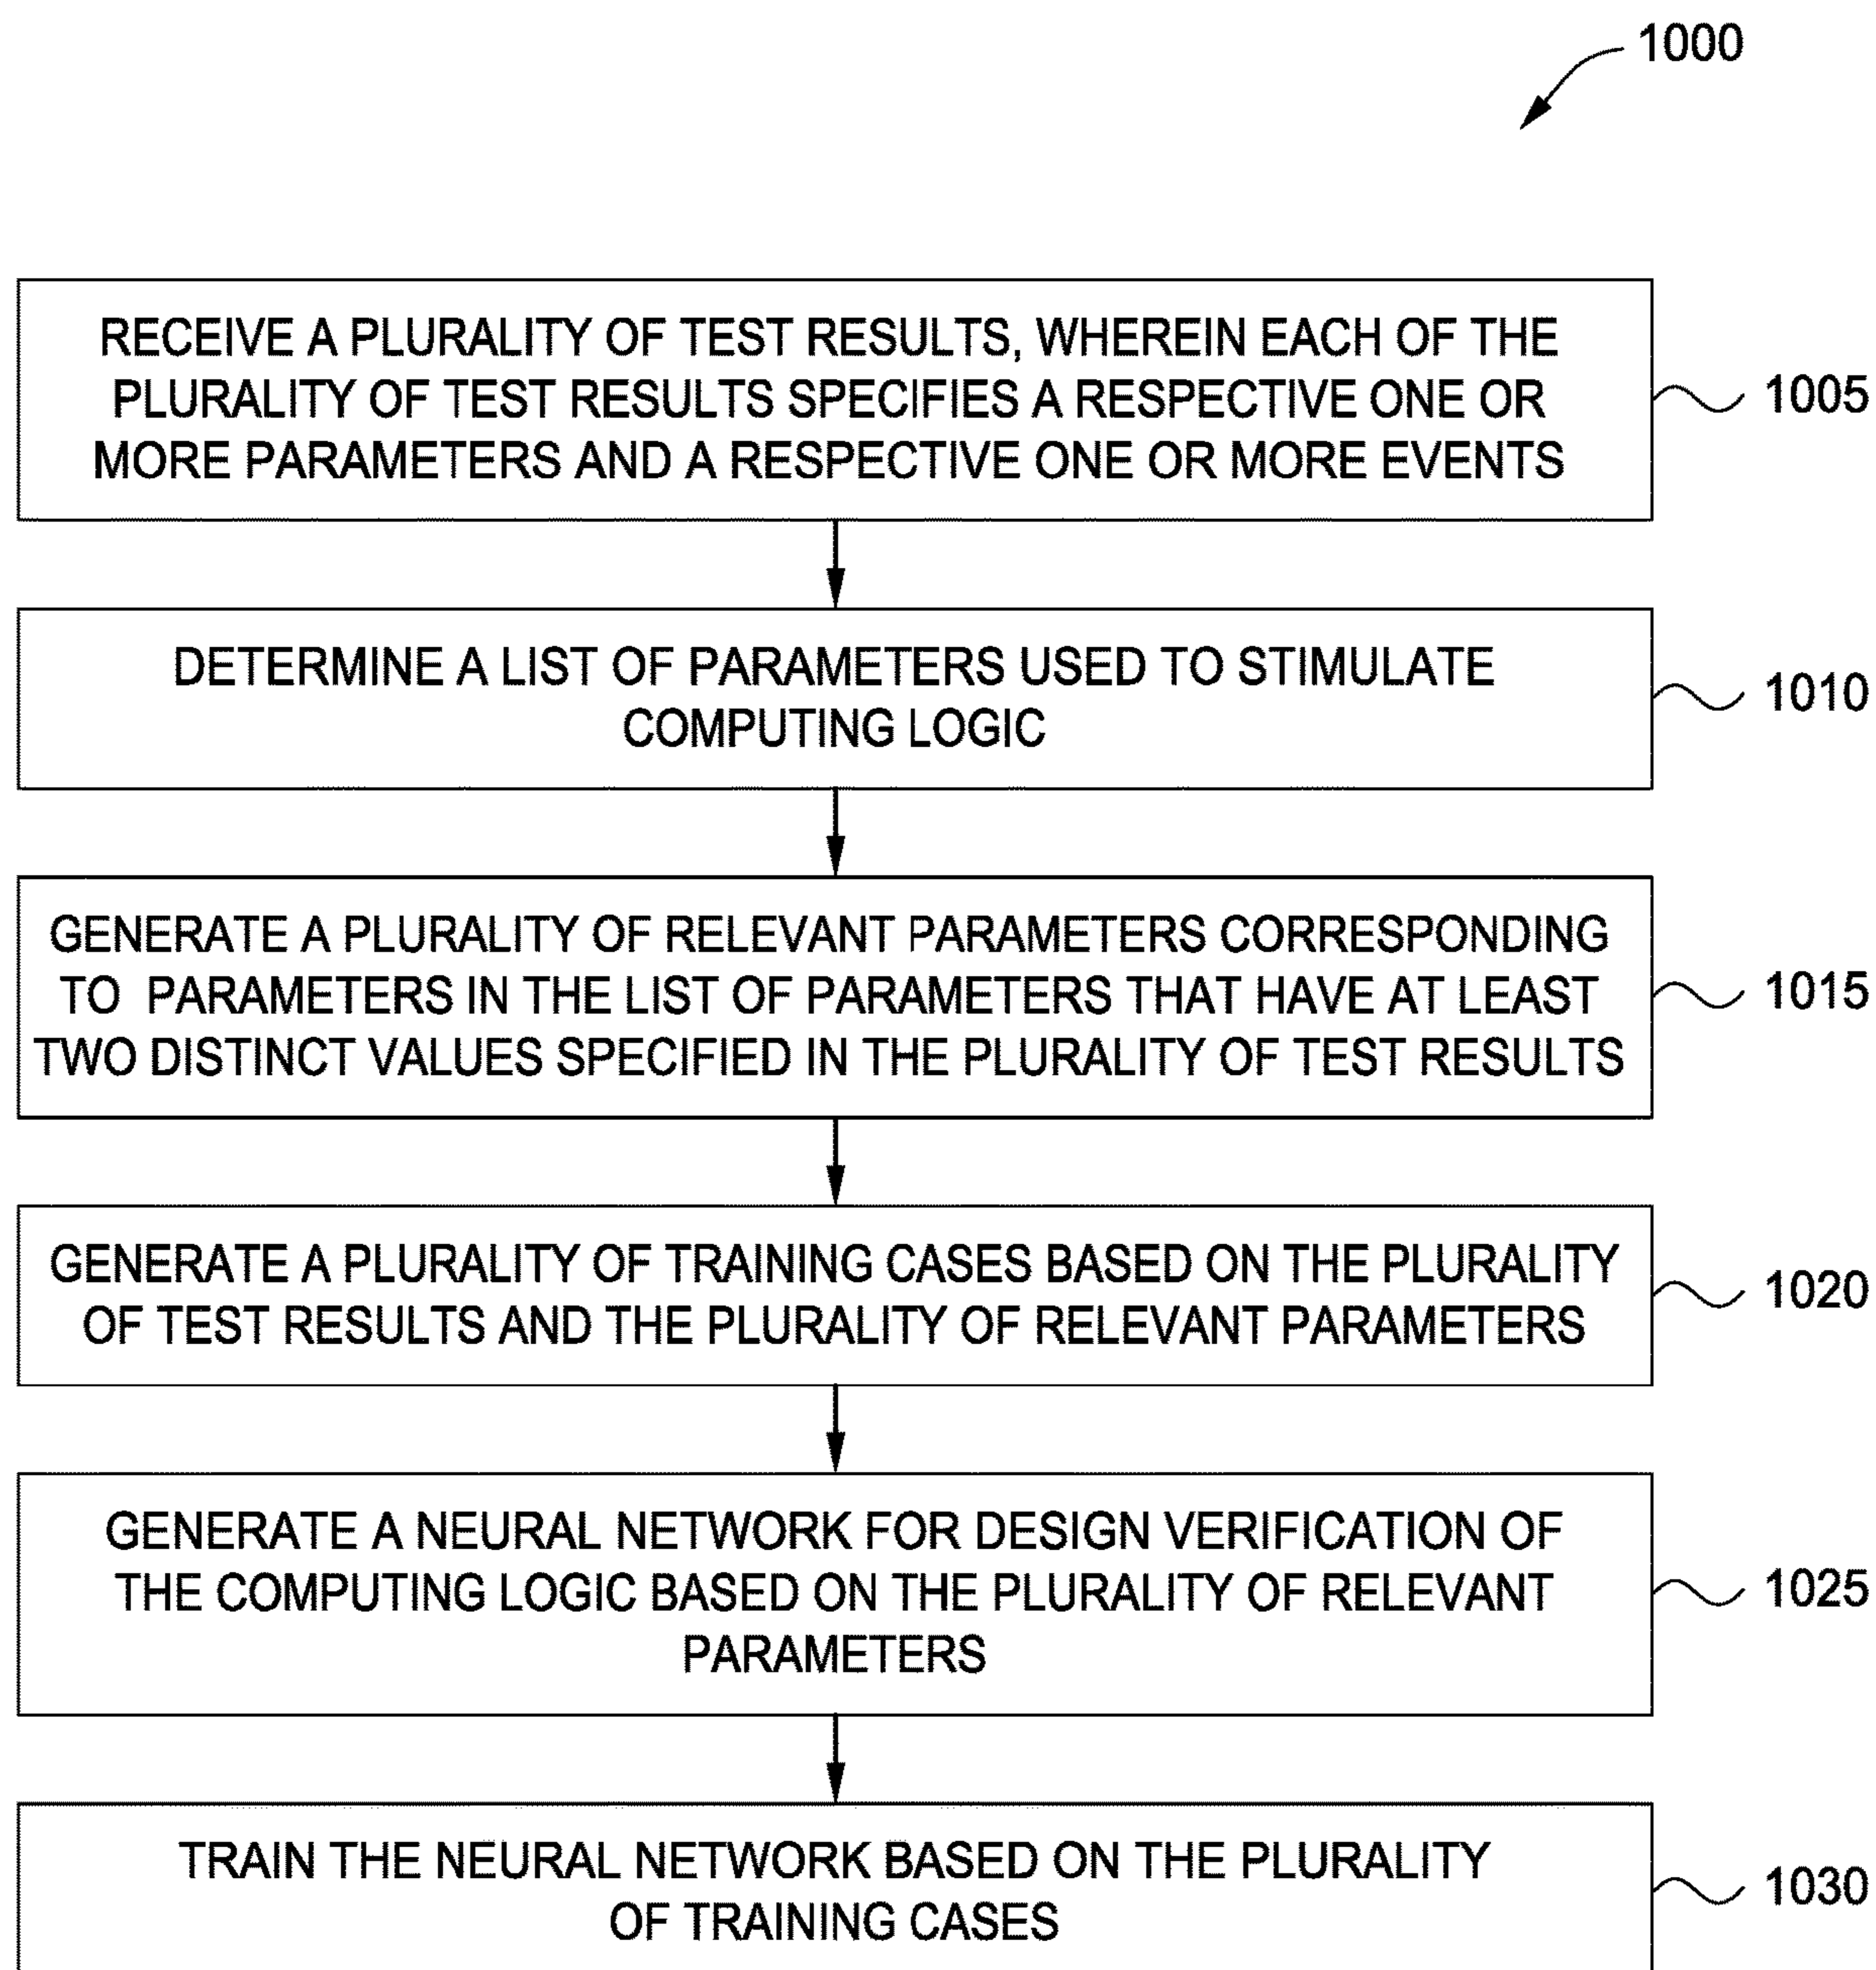 1000
RECEIVE A PLURALITY OF TEST RESULTS, WHEREIN EACH OF THE
PLURALITY OF TEST RESULTS SPECIFIES A RESPECTIVE ONE OR
MORE PARAMETERS AND A RESPECTIVE ONE OR MORE EVENTS
1005
DETERMINE A LIST OF PARAMETERS USED TO STIMULATE
COMPUTING LOGIC
1010
GENERATE A PLURALITY OF RELEVANT PARAMETERS CORRESPONDING
TO PARAMETERS IN THE LIST OF PARAMETERS THAT HAVE AT LEAST
TWO DISTINCT VALUES SPECIFIED IN THE PLURALITY OF TEST RESULTS
1015
GENERATE A PLURALITY OF TRAINING CASES BASED ON THE PLURALITY
OF TEST RESULTS AND THE PLURALITY OF RELEVANT PARAMETERS
1020
GENERATE A NEURAL NETWORK FOR DESIGN VERIFICATION OF
THE COMPUTING LOGIC BASED ON THE PLURALITY OF RELEVANT
PARAMETERS
1025
TRAIN THE NEURAL NETWORK BASED ON THE PLURALITY
OF TRAINING CASES
1030